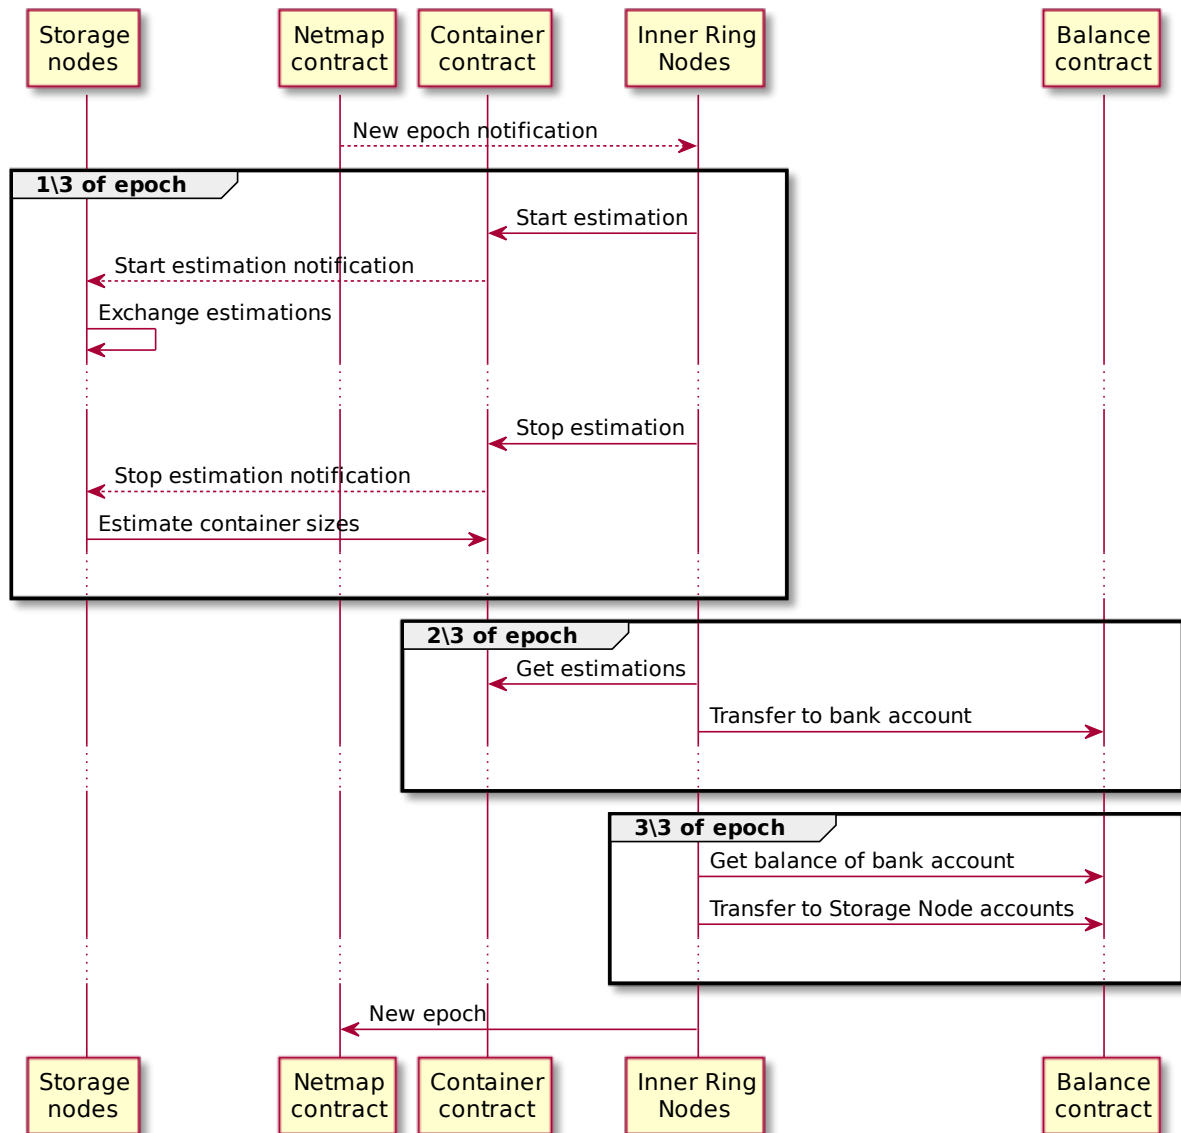 Storage
nodes
Netmap
contract
Container
contract
Inner Ring
Nodes
Balance
contract
New epoch notification
1\3 of epoch
Start estimation
Start estimation notification
Exchange estimations
Stop estimation
Stop estimation notification
Estimate container sizes
2\3 of epoch
Get estimations
Transfer to bank account
3\3 of epoch
Get balance of bank account
Transfer to Storage Node accounts
New epoch
Storage
nodes
Netmap
contract
Container
contract
Inner Ring
Nodes
Balance
contract